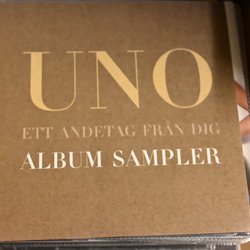 UNO
ETT ANDETAG FRÅN DIG
ALBUM SAMPLER